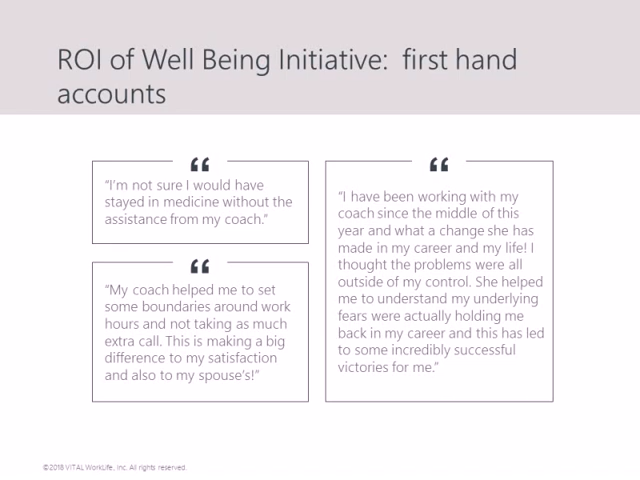 ROI of Well Being Initiative:  first hand
accounts
“
“I’m not sure I would have
stayed in medicine without the
assistance from my coach.”
“
“My coach helped me to set
some boundaries around work
hours and not taking as much
extra call. This is making a big
difference to my satisfaction
and also to my spouse’s!”
“
“I have been working with my
coach since the middle of this
year and what a change she has
made in my career and my life! I
thought the problems were all
outside of my control. She helped
me to understand my underlying
fears were actually holding me
back in my career and this has led
to some incredibly successful
victories for me.”
©2018 VITAL WorkLife, Inc. All rights reserved.